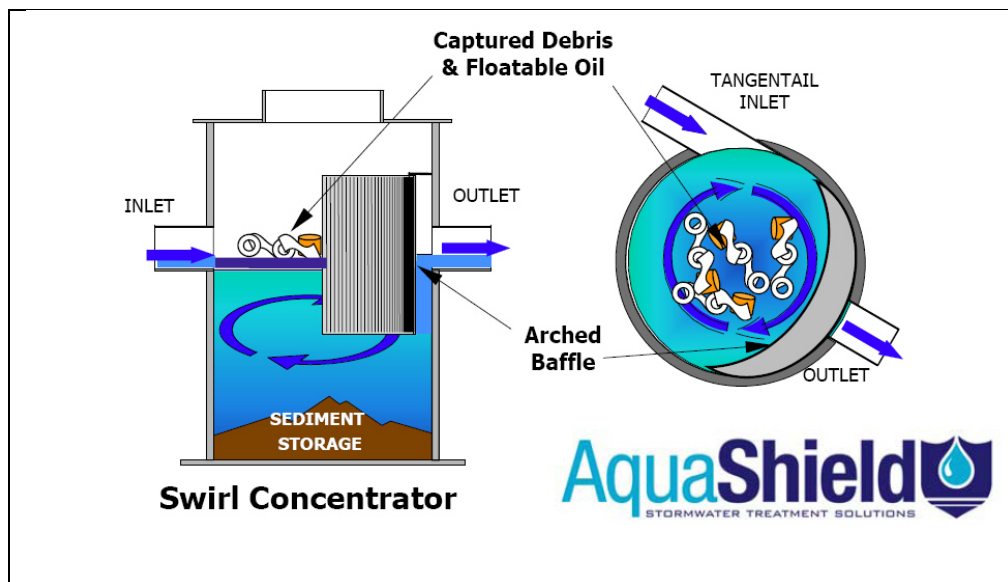 Captured Debris
& Floatable Oil
TANGENTAIL
INLET
INLET
OUTLET
Arched
Baffle
OUTLET
SEDIMENT
STORAGE
Swirl Concentrator
AquaShield
STORMWATER TREATMENT SOLUTIONS